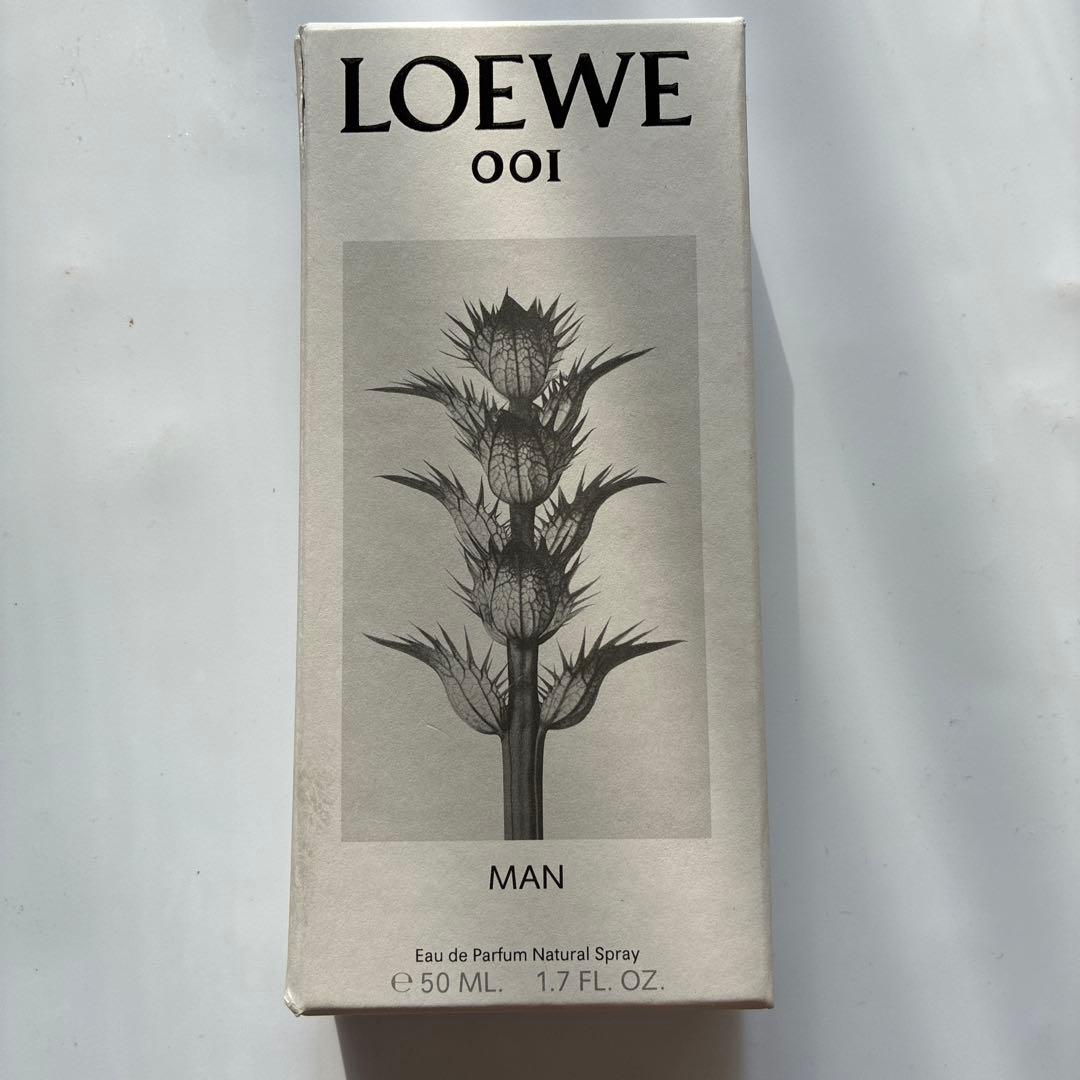 LOEWE
001
MAN
Eau de Parfum Natural Spray
℮ 50 ML. 1.7 FL. OZ.